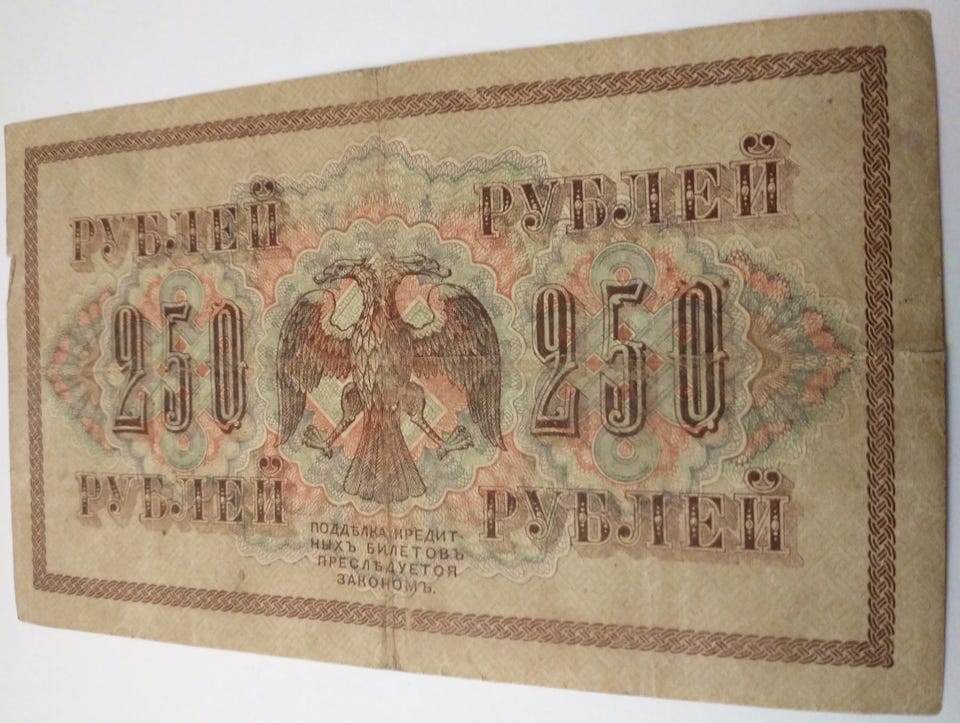 РУБЛЕЙ РУБЛЕЙ
250 250
РУБЛЕЙ РУБЛЕЙ
ПОДДѢЛКА КРЕДИТ-
НЫХЪ БИЛЕТОВЪ
ПРЕСЛѢДУЕТСЯ
ЗАКОНОМЪ.